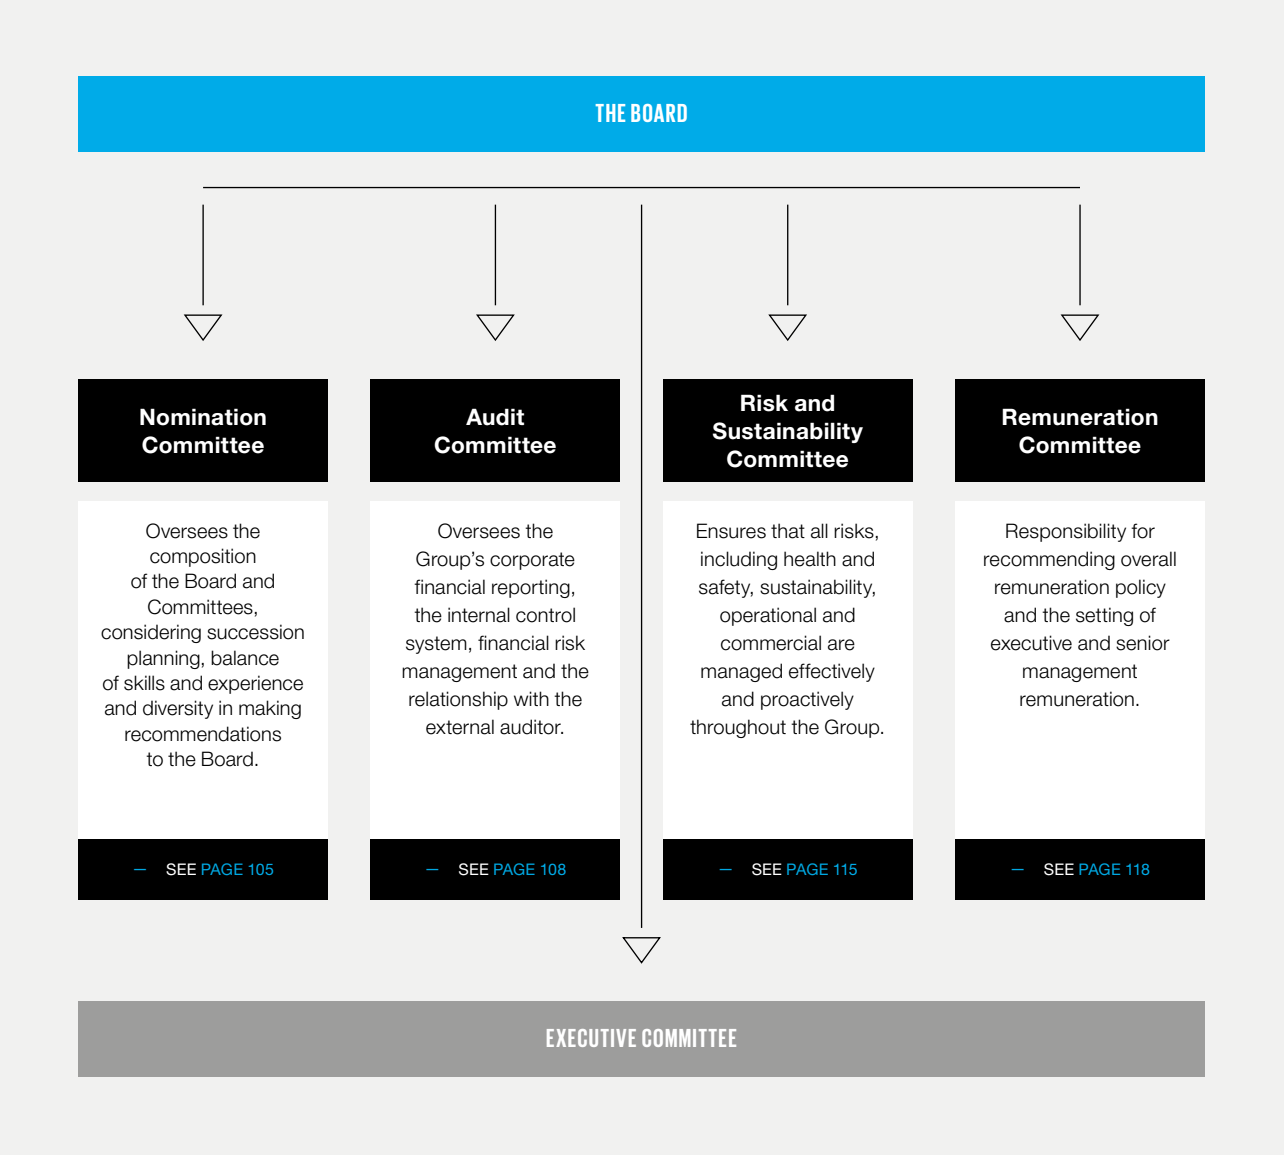 THE BOARD
Nomination
Committee
Oversees the
composition
of the Board and
Committees,
considering succession
planning, balance
of skills and experience
and diversity in making
recommendations
to the Board.
— SEE PAGE 105
Audit
Committee
Oversees the
Group’s corporate
financial reporting,
the internal control
system, financial risk
management and the
relationship with the
external auditor.
— SEE PAGE 108
Risk and
Sustainability
Committee
Ensures that all risks,
including health and
safety, sustainability,
operational and
commercial are
managed effectively
and proactively
throughout the Group.
— SEE PAGE 115
Remuneration
Committee
Responsibility for
recommending overall
remuneration policy
and the setting of
executive and senior
management
remuneration.
— SEE PAGE 118
EXECUTIVE COMMITTEE